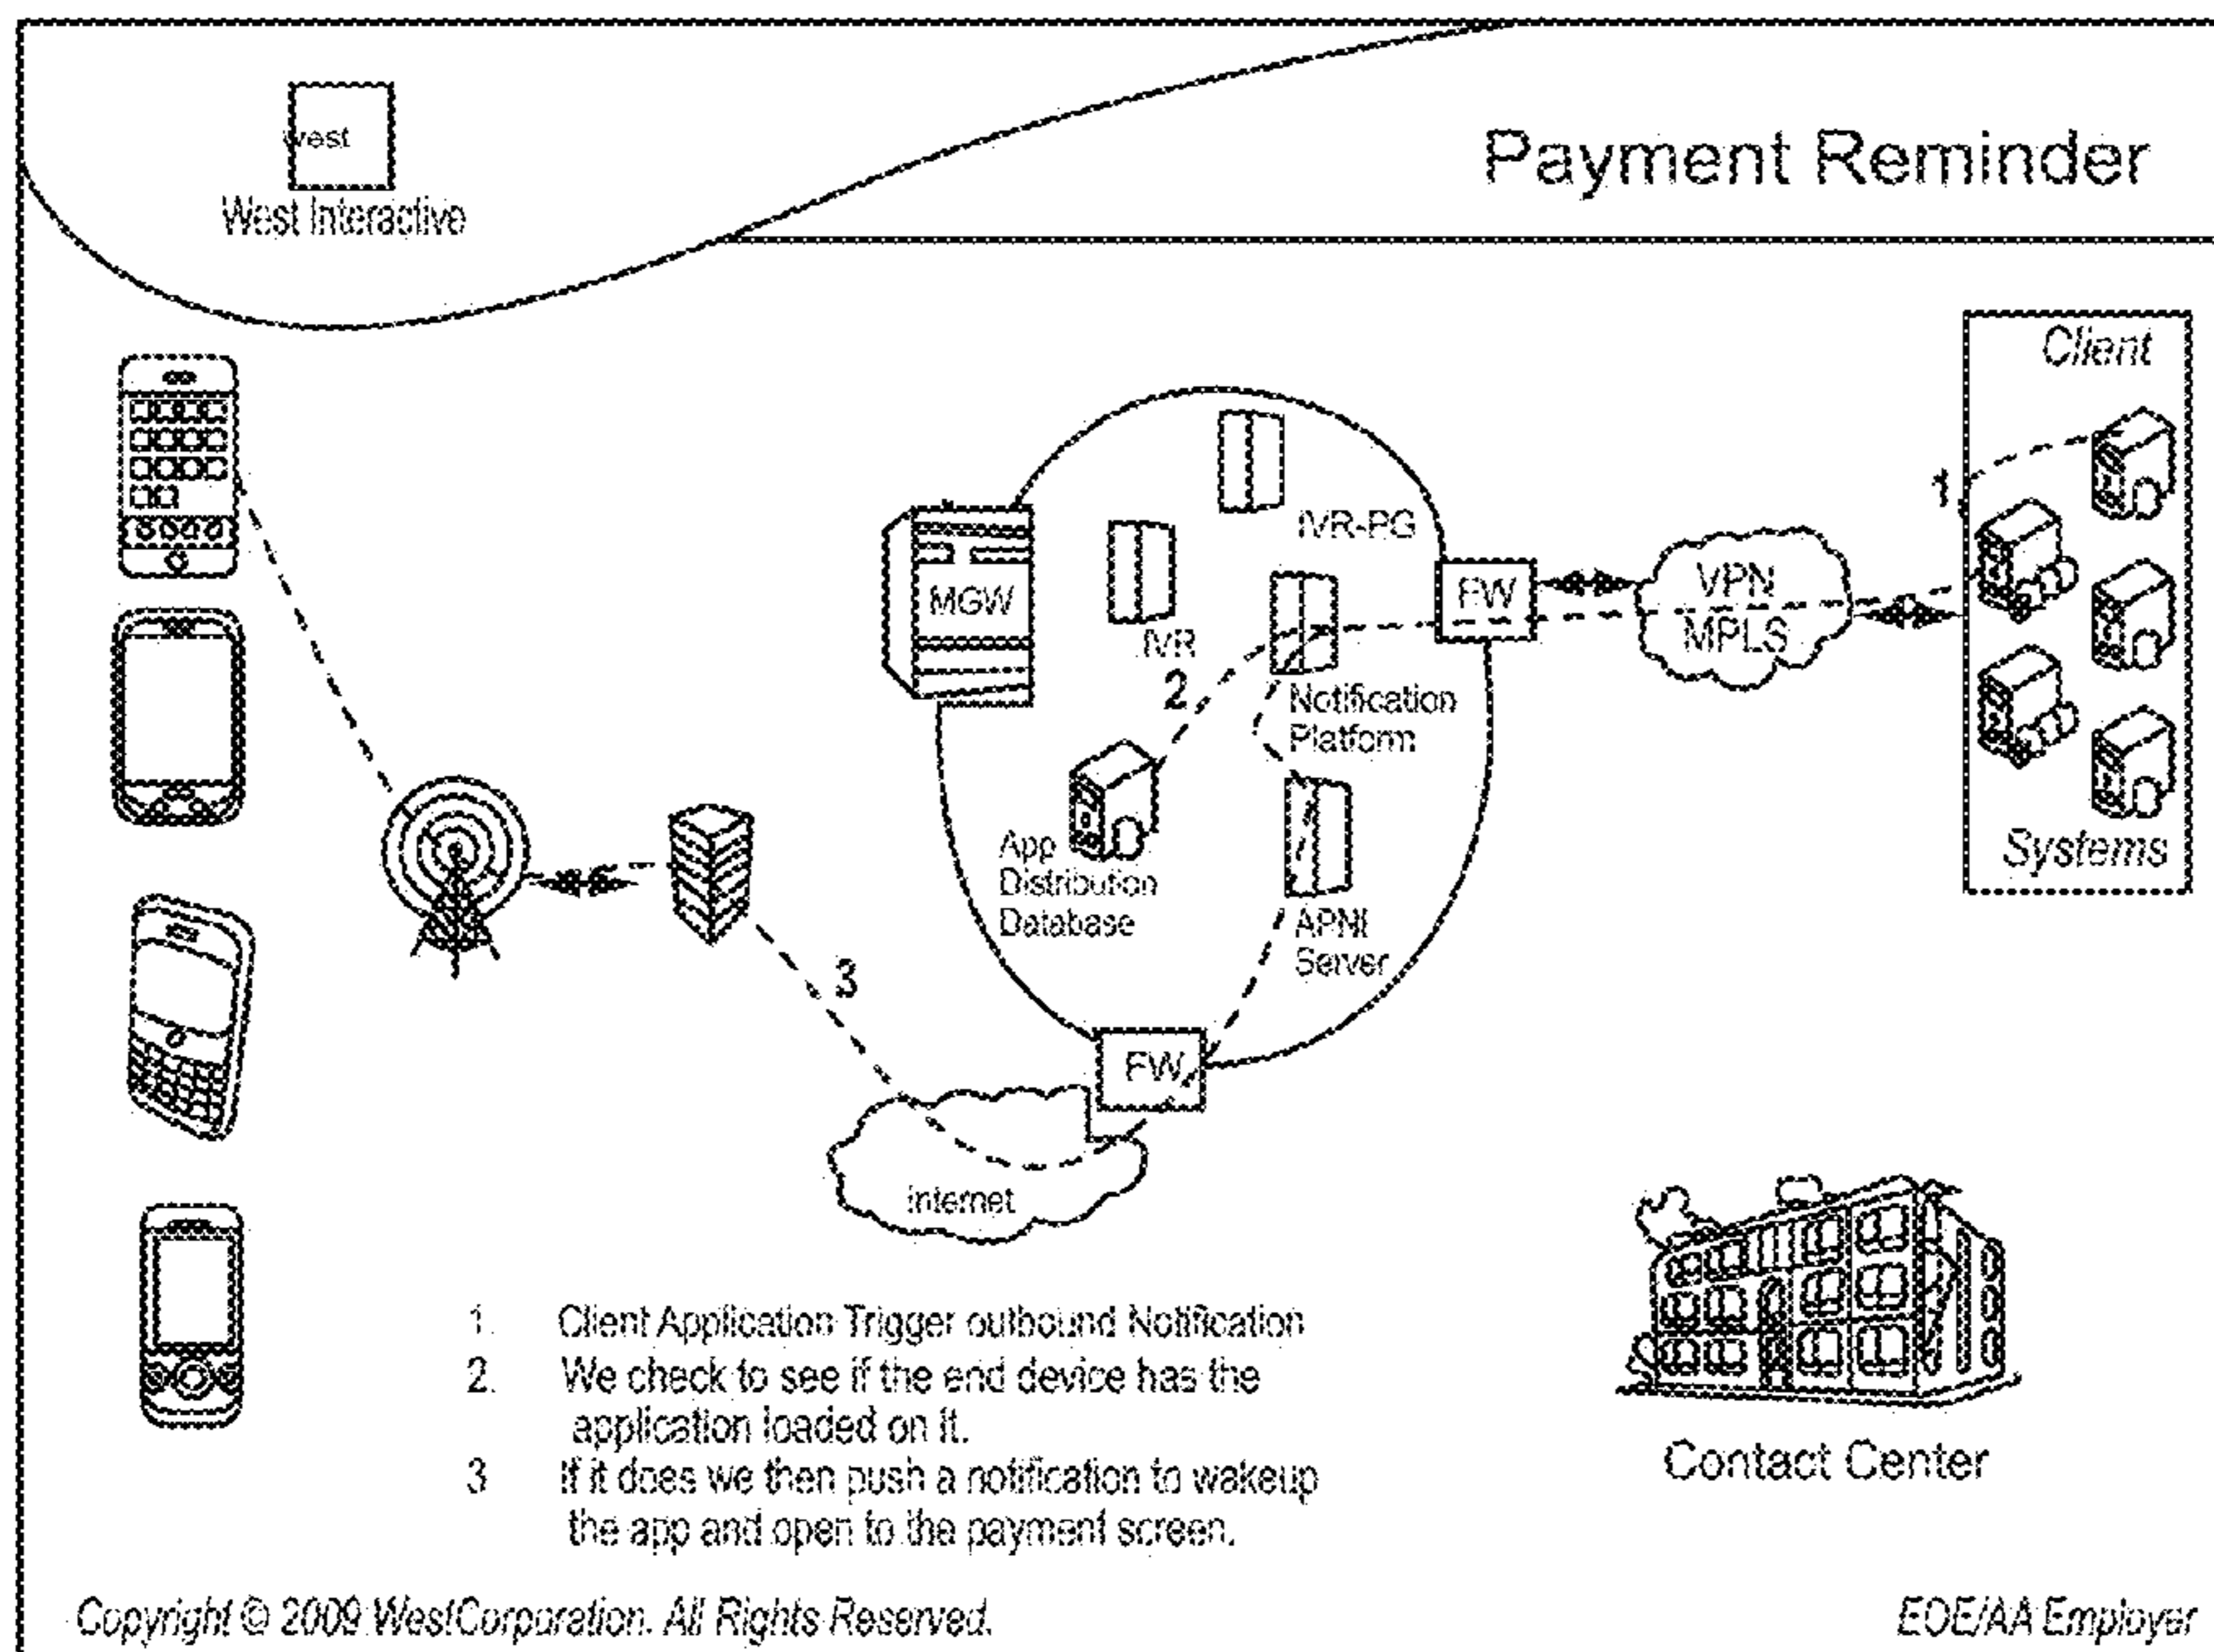 west
West Interactive
Payment Reminder
Client
1
IVR-PG
MGW
IVR
FW
VPN
MPLS
2
Notification
Platform
App
Distribution
Database
APNI
Server
Systems
3
FW
internet
1. Client Application Trigger outbound Notification
2. We check to see if the end device has the
application loaded on it.
3 If it does we then push a notification to wakeup
the app and open to the payment screen.
Contact Center
Copyright © 2009 WestCorporation. All Rights Reserved.
EOE/AA Employer